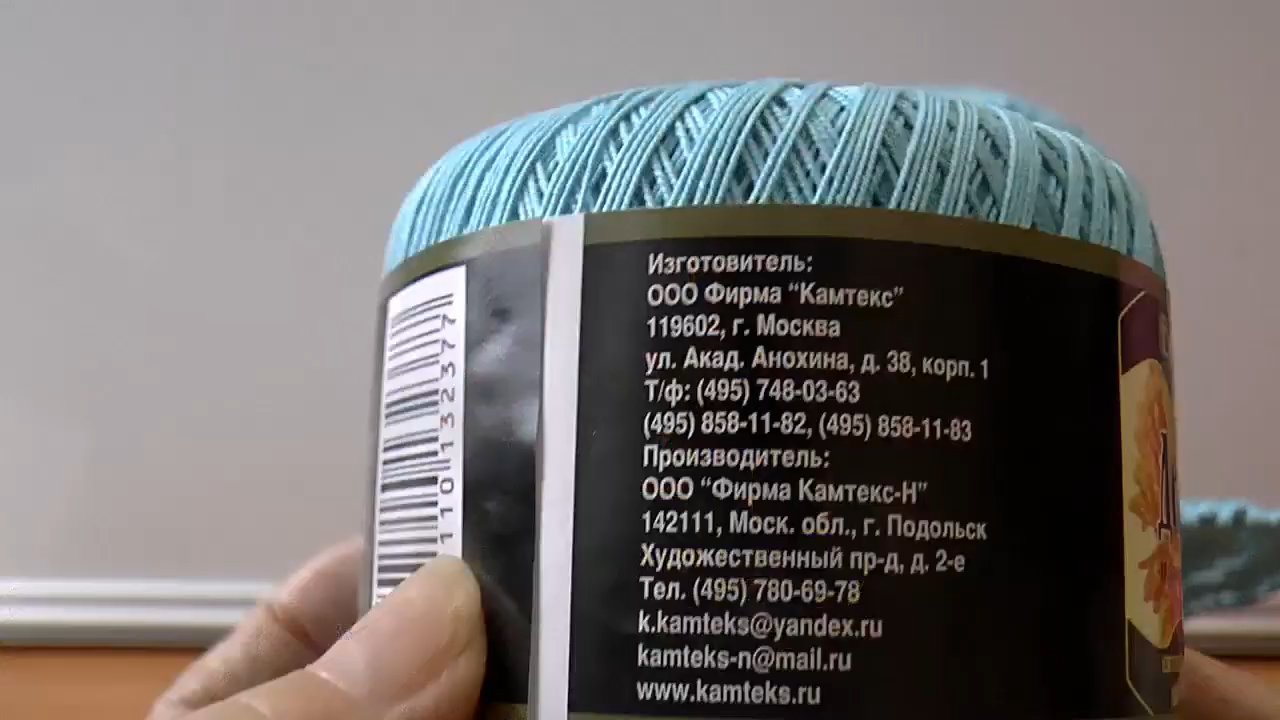 Изготовитель:
ООО Фирма "Камтекс"
119602, г. Москва
ул. Акад. Анохина, д. 38, корп. 1
Т/ф: (495) 748-03-63
(495) 858-11-82, (495) 858-11-83
Производитель:
ООО "Фирма Камтекс-Н"
142111, Моск. обл., г. Подольск
Художественный пр-д, д. 2-е
Тел. (495) 780-69-78
k.kamteks@yandex.ru
kamteks-n@mail.ru
www.kamteks.ru
110132377